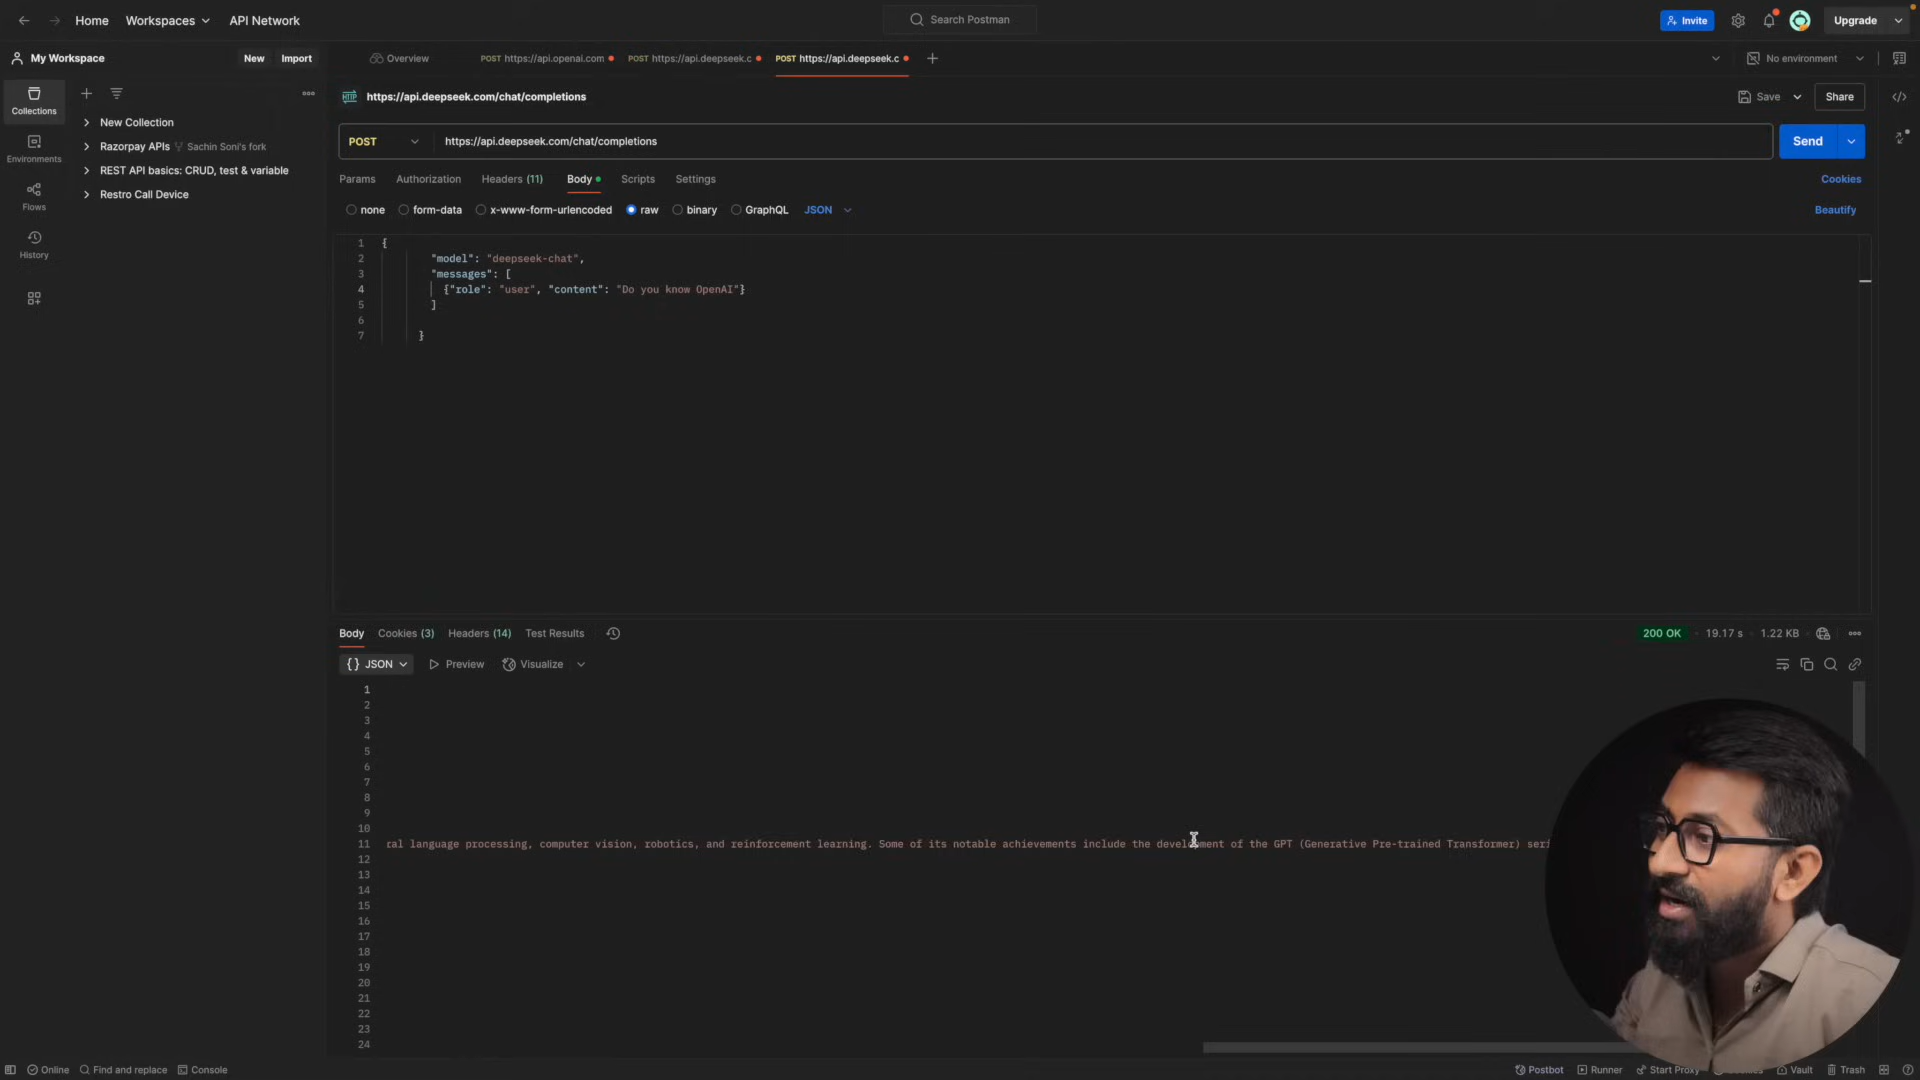 Home Workspaces API Network Search Postman Invite Upgrade
My Workspace New Import Overview POST https://api.openai.com POST https://api.deepseek.c POST https://api.deepseek.c No environment
Collections
New Collection
https://api.deepseek.com/chat/completions Save Share
Environments
Razorpay APIs Sachin Soni's fork
POST https://api.deepseek.com/chat/completions Send
REST API basics: CRUD, test & variable
Params Authorization Headers (11) Body Scripts Settings Cookies
Flows
Restro Call Device
none form-data x-www-form-urlencoded raw binary GraphQL JSON Beautify
History
1 {
2 "model": "deepseek-chat",
3 "messages": [
4 {"role": "user", "content": "Do you know OpenAI"}
5 ]
6
7 }
Body Cookies (3) Headers (14) Test Results 200 OK • 19.17 s • 1.22 KB
{} JSON Preview Visualize
1
2
3
4
5
6
7
8
9
10
11 ral language processing, computer vision, robotics, and reinforcement learning. Some of its notable achievements include the development of the GPT (Generative Pre-trained Transformer) seri
12
13
14
15
16
17
18
19
20
21
22
23
24
Online Find and replace Console Postbot Runner Start Proxy Vault Trash